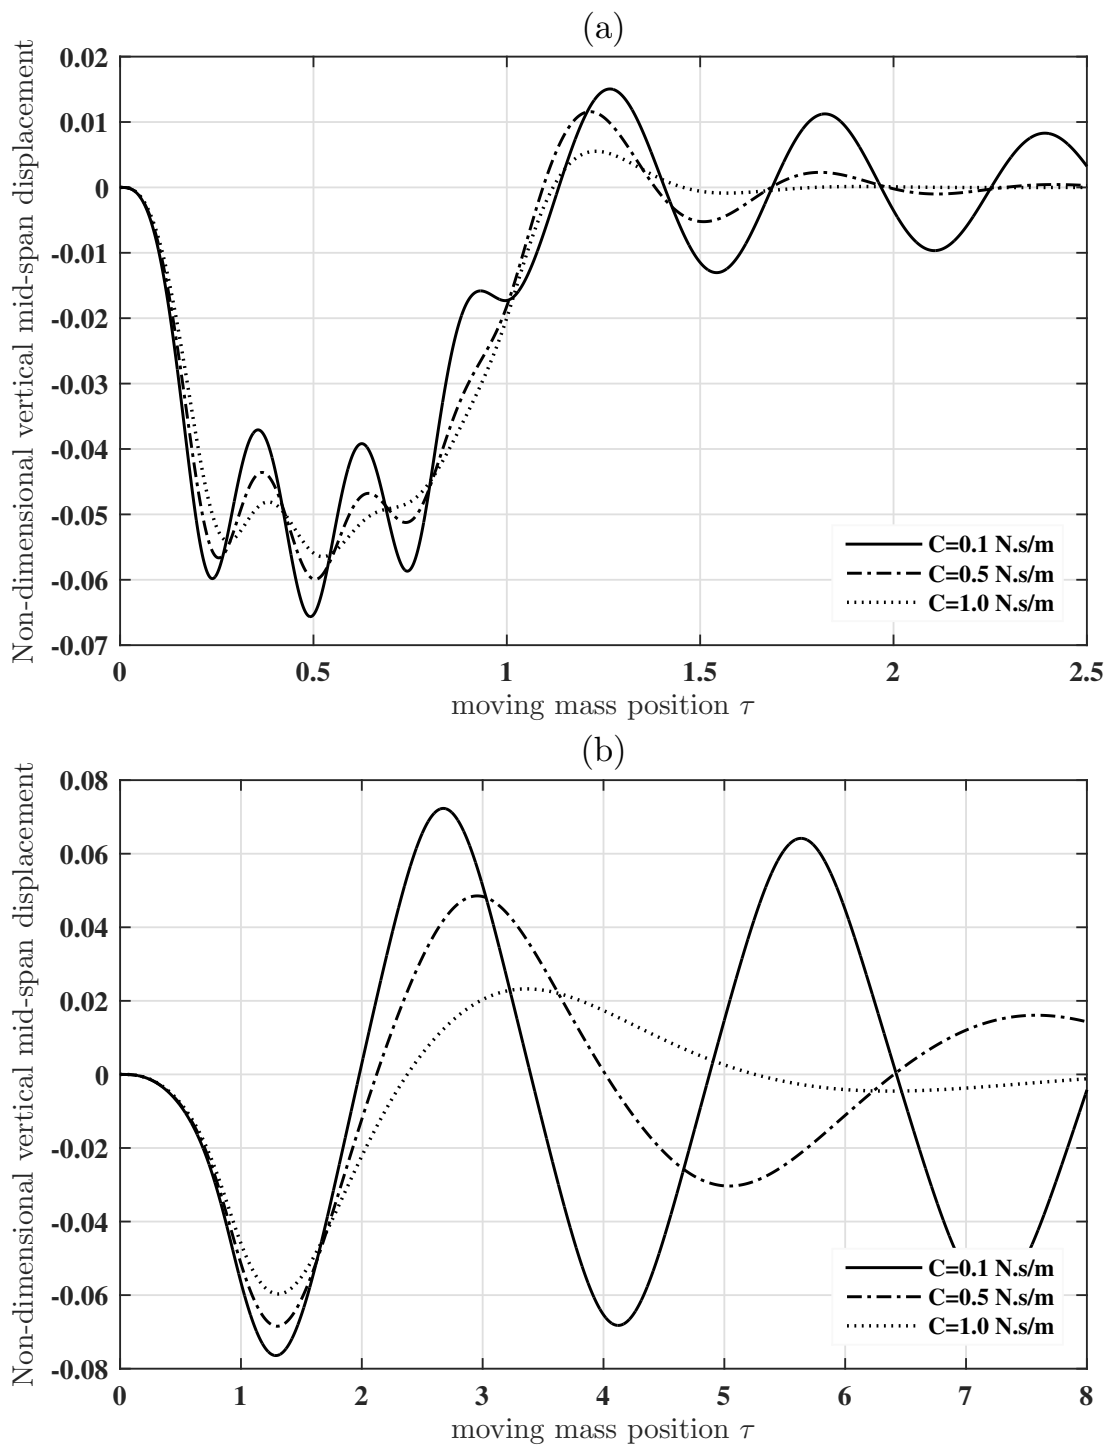 (a)
Non-dimensional vertical mid-span displacement
0.02
0.01
0
-0.01
-0.02
-0.03
-0.04
-0.05
-0.06
-0.07
C=0.1 N.s/m
C=0.5 N.s/m
C=1.0 N.s/m
0 0.5 1 1.5 2 2.5
moving mass position τ
(b)
Non-dimensional vertical mid-span displacement
0.08
0.06
0.04
0.02
0
-0.02
-0.04
-0.06
-0.08
C=0.1 N.s/m
C=0.5 N.s/m
C=1.0 N.s/m
0 1 2 3 4 5 6 7 8
moving mass position τ